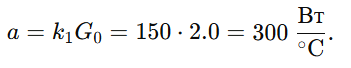 a = k₁G₀ = 150 · 2.0 = 300 Вт/°C.